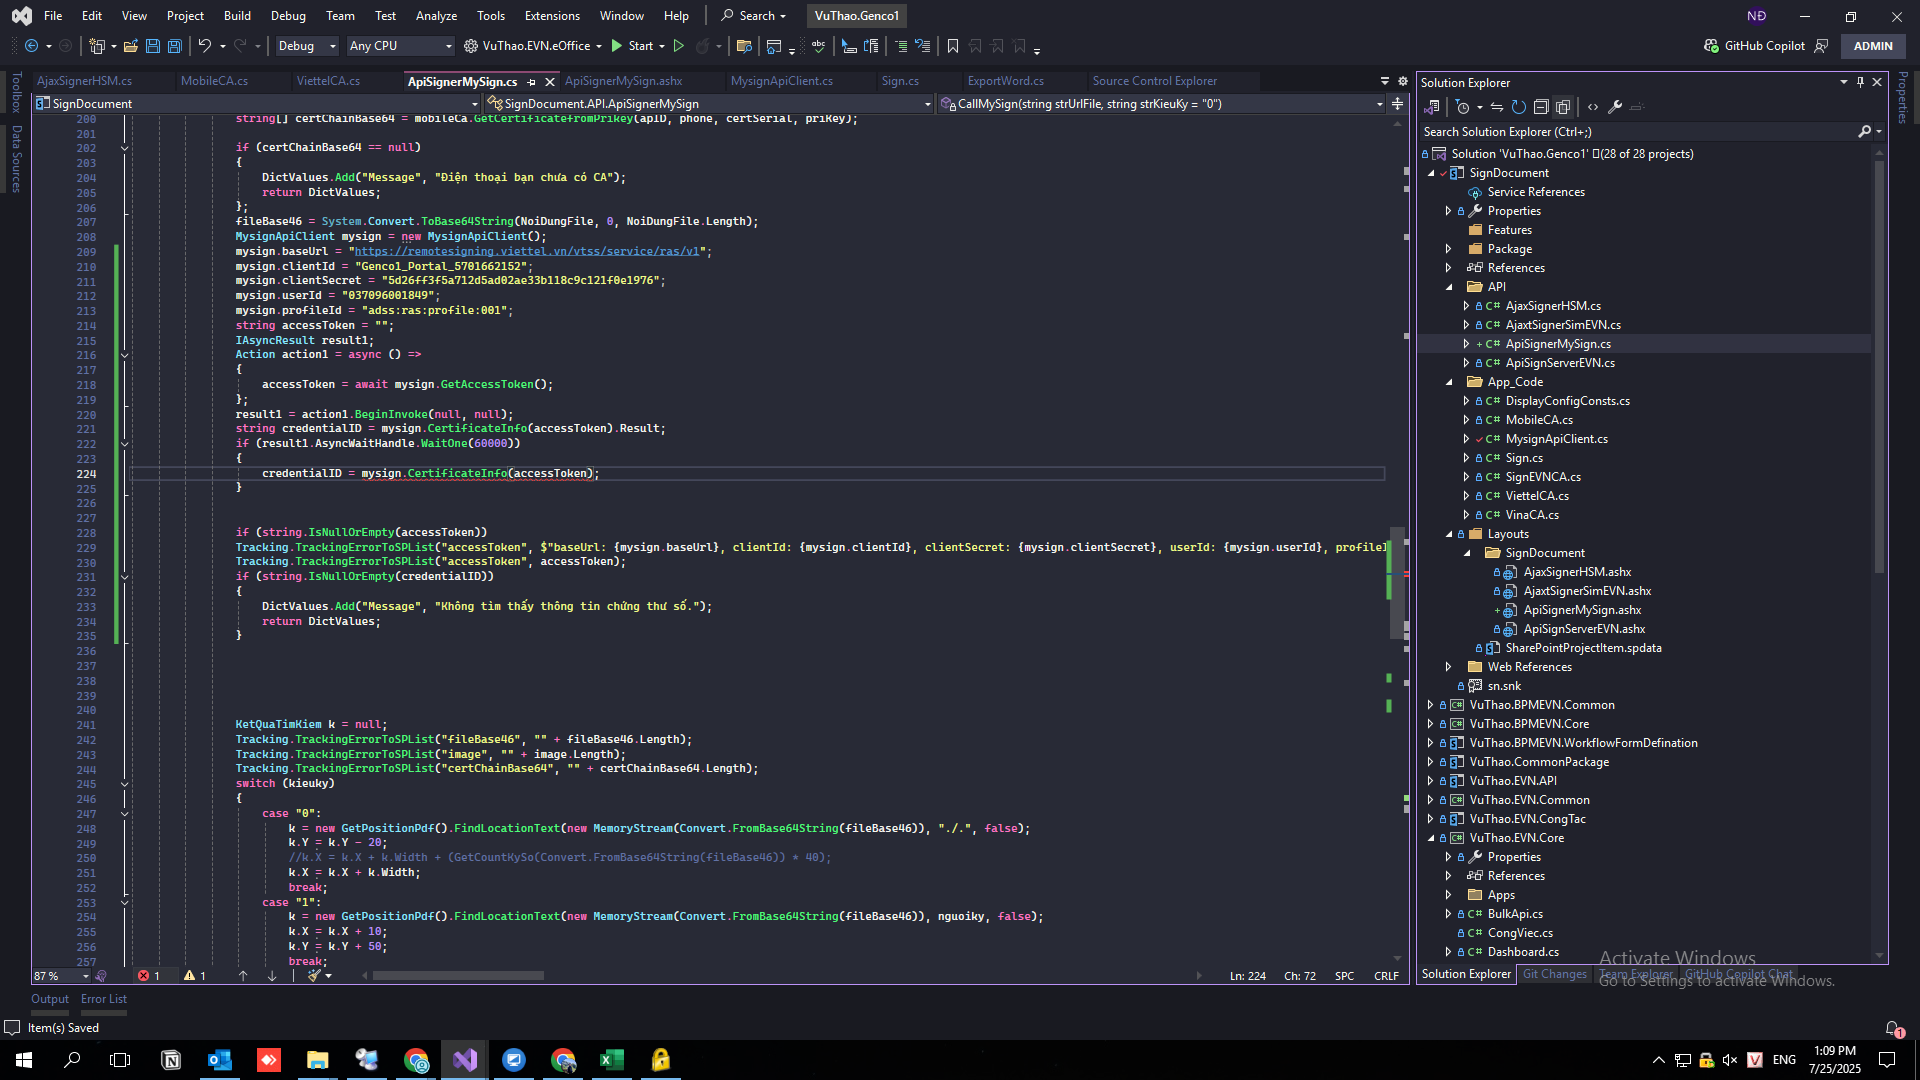 File Edit View Project Build Debug Team Test Analyze Tools Extensions Window Help Search VuThao.Genco1 NĐ
Debug Any CPU VuThao.EVN.eOffice Start GitHub Copilot ADMIN
AjaxSignerHSM.cs MobileCA.cs ViettelCA.cs ApiSignerMySign.cs ApiSignerMySign.ashx MysignApiClient.cs Sign.cs ExportWord.cs Source Control Explorer
SignDocument SignDocument.API.ApiSignerMySign CallMySign(string strUrlFile, string strKieuKy = "0")
Toolbox
Data Sources
200 string[] certChainBase64 = mobileCa.GetCertificatefromPrikey(apID, phone, certSerial, priKey);
201
202 if (certChainBase64 == null)
203 {
204 DictValues.Add("Message", "Điện thoại bạn chưa có CA");
205 return DictValues;
206 };
207 fileBase46 = System.Convert.ToBase64String(NoiDungFile, 0, NoiDungFile.Length);
208 MysignApiClient mysign = new MysignApiClient();
209 mysign.baseUrl = "https://remotesigning.viettel.vn/vtss/service/ras/v1";
210 mysign.clientId = "Genco1_Portal_5701662152";
211 mysign.clientSecret = "5d26ff3f5a712d5ad02ae33b118c9c121f0e1976";
212 mysign.userId = "037096001849";
213 mysign.profileId = "adss:ras:profile:001";
214 string accessToken = "";
215 IAsyncResult result1;
216 Action action1 = async () =>
217 {
218 accessToken = await mysign.GetAccessToken();
219 };
220 result1 = action1.BeginInvoke(null, null);
221 string credentialID = mysign.CertificateInfo(accessToken).Result;
222 if (result1.AsyncWaitHandle.WaitOne(60000))
223 {
224 credentialID = mysign.CertificateInfo(accessToken);
225 }
226
227
228 if (string.IsNullOrEmpty(accessToken))
229 Tracking.TrackingErrorToSPList("accessToken", $"baseUrl: {mysign.baseUrl}, clientId: {mysign.clientId}, clientSecret: {mysign.clientSecret}, userId: {mysign.userId}, profileI
230 Tracking.TrackingErrorToSPList("accessToken", accessToken);
231 if (string.IsNullOrEmpty(credentialID))
232 {
233 DictValues.Add("Message", "Không tìm thấy thông tin chứng thư số.");
234 return DictValues;
235 }
236
237
238
239
240
241 KetQuaTimKiem k = null;
242 Tracking.TrackingErrorToSPList("fileBase46", "" + fileBase46.Length);
243 Tracking.TrackingErrorToSPList("image", "" + image.Length);
244 Tracking.TrackingErrorToSPList("certChainBase64", "" + certChainBase64.Length);
245 switch (kieuky)
246 {
247 case "0":
248 k = new GetPositionPdf().FindLocationText(new MemoryStream(Convert.FromBase64String(fileBase46)), "./.", false);
249 k.Y = k.Y - 20;
250 //k.X = k.X + k.Width + (GetCountKySo(Convert.FromBase64String(fileBase46)) * 40);
251 k.X = k.X + k.Width;
252 break;
253 case "1":
254 k = new GetPositionPdf().FindLocationText(new MemoryStream(Convert.FromBase64String(fileBase46)), nguoiky, false);
255 k.X = k.X + 10;
256 k.Y = k.Y + 50;
257 break;
87 % 1 1 Ln: 224 Ch: 72 SPC CRLF
Output Error List
Item(s) Saved
Solution Explorer
Search Solution Explorer (Ctrl+;)
Solution 'VuThao.Genco1' (28 of 28 projects)
SignDocument
Service References
Properties
Features
Package
References
API
AjaxSignerHSM.cs
AjaxtSignerSimEVN.cs
ApiSignerMySign.cs
ApiSignServerEVN.cs
App_Code
DisplayConfigConsts.cs
MobileCA.cs
MysignApiClient.cs
Sign.cs
SignEVNCA.cs
ViettelCA.cs
VinaCA.cs
Layouts
SignDocument
AjaxSignerHSM.ashx
AjaxtSignerSimEVN.ashx
ApiSignerMySign.ashx
ApiSignServerEVN.ashx
SharePointProjectItem.spdata
Web References
sn.snk
VuThao.BPMEVN.Common
VuThao.BPMEVN.Core
VuThao.BPMEVN.WorkflowFormDefination
VuThao.CommonPackage
VuThao.EVN.API
VuThao.EVN.Common
VuThao.EVN.CongTac
VuThao.EVN.Core
Properties
References
Apps
BulkApi.cs
CongViec.cs
Dashboard.cs
Solution Explorer Git Changes Team Explorer GitHub Copilot Chat
Properties
Activate Windows
Go to Settings to activate Windows.
1
ENG
1:09 PM
7/25/2025